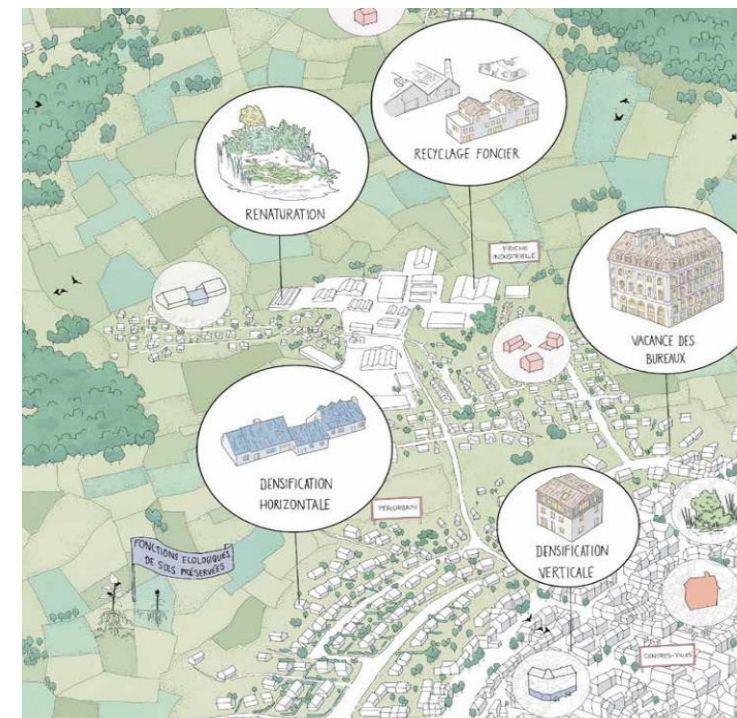 RECYCLAGE FONCIER
RENATURATION
FRICHE
INDUSTRIELLE
VACANCE DES
BUREAUX
DENSIFICATION
HORIZONTALE
PERIURBAIN
DENSIFICATION
VERTICALE
FONCTIONS ECOLOGIQUES
DE SOLS PRÉSERVÉES
CENTRES-VILLES